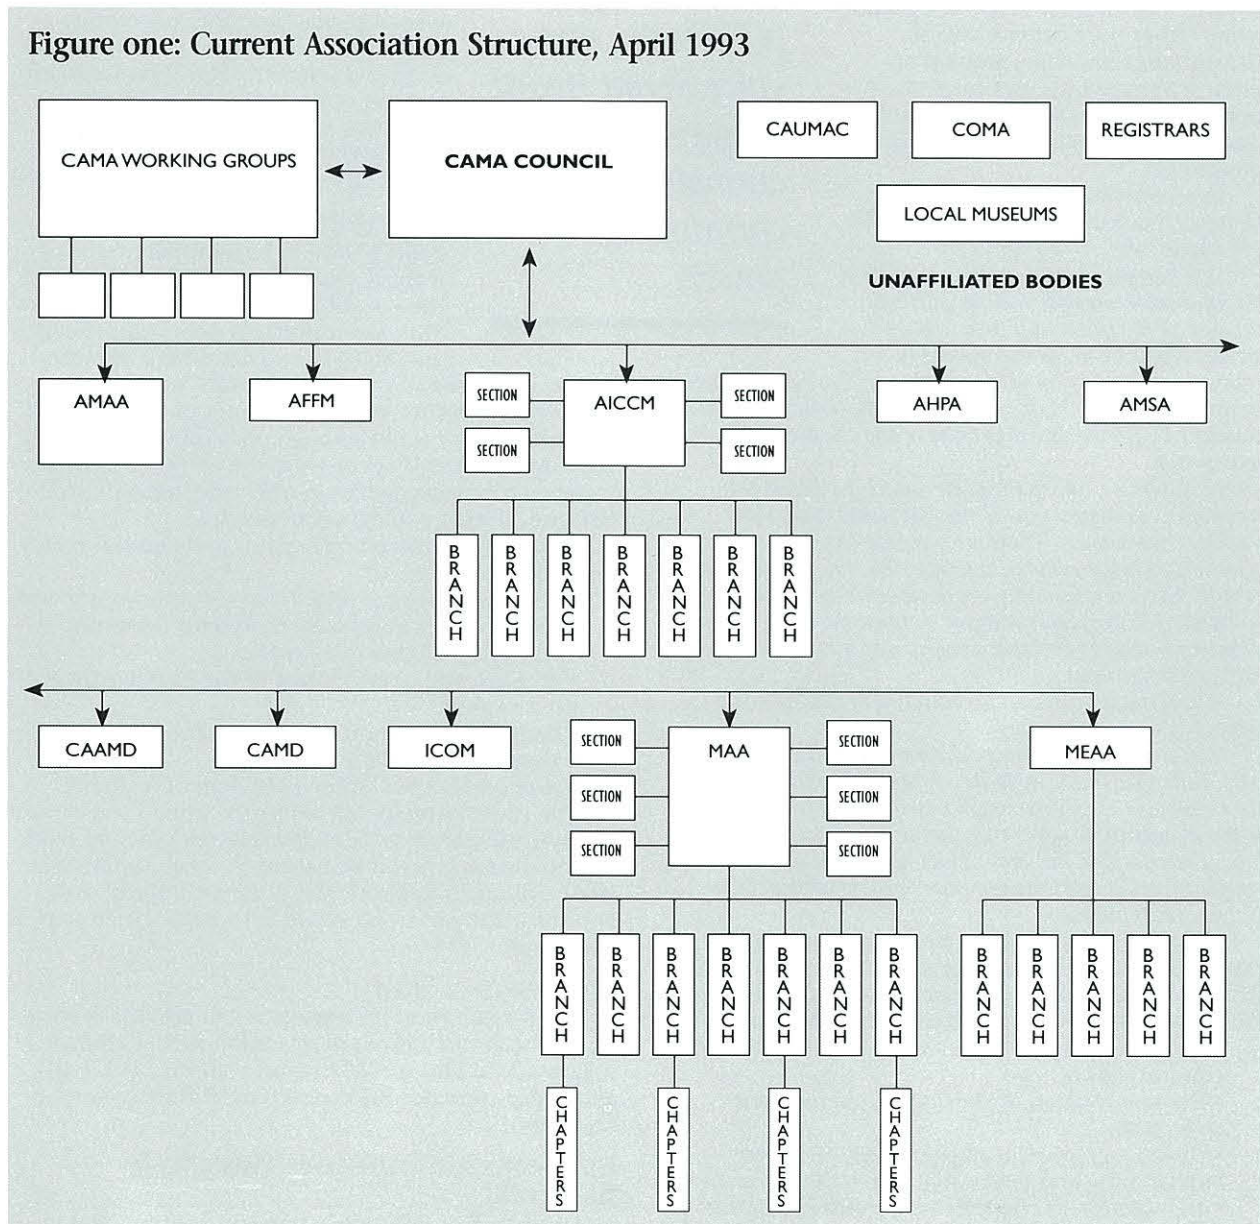 Figure one: Current Association Structure, April 1993
CAMA WORKING GROUPS
CAMA COUNCIL
CAUMAC
COMA
REGISTRARS
LOCAL MUSEUMS
UNAFFILIATED BODIES
AMAA
AFFM
SECTION
SECTION
AICCM
SECTION
SECTION
AHPA
AMSA
BRANCH
BRANCH
BRANCH
BRANCH
BRANCH
BRANCH
BRANCH
CAAMD
CAMD
ICOM
SECTION
SECTION
SECTION
MAA
SECTION
SECTION
SECTION
MEAA
BRANCH
BRANCH
BRANCH
BRANCH
BRANCH
BRANCH
BRANCH
BRANCH
BRANCH
BRANCH
BRANCH
BRANCH
CHAPTERS
CHAPTERS
CHAPTERS
CHAPTERS